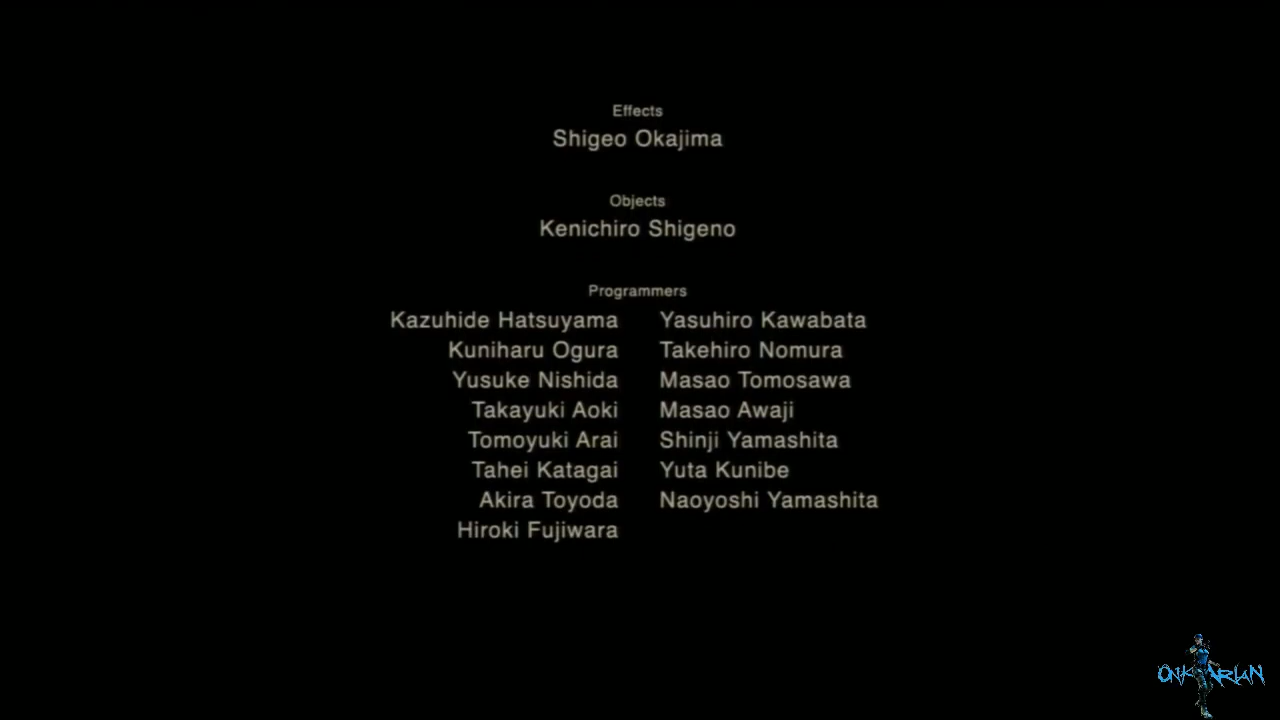 Effects
Shigeo Okajima
Objects
Kenichiro Shigeno
Programmers
Kazuhide Hatsuyama Yasuhiro Kawabata
Kuniharu Ogura Takehiro Nomura
Yusuke Nishida Masao Tomosawa
Takayuki Aoki Masao Awaji
Tomoyuki Arai Shinji Yamashita
Tahei Katagai Yuta Kunibe
Akira Toyoda Naoyoshi Yamashita
Hiroki Fujiwara